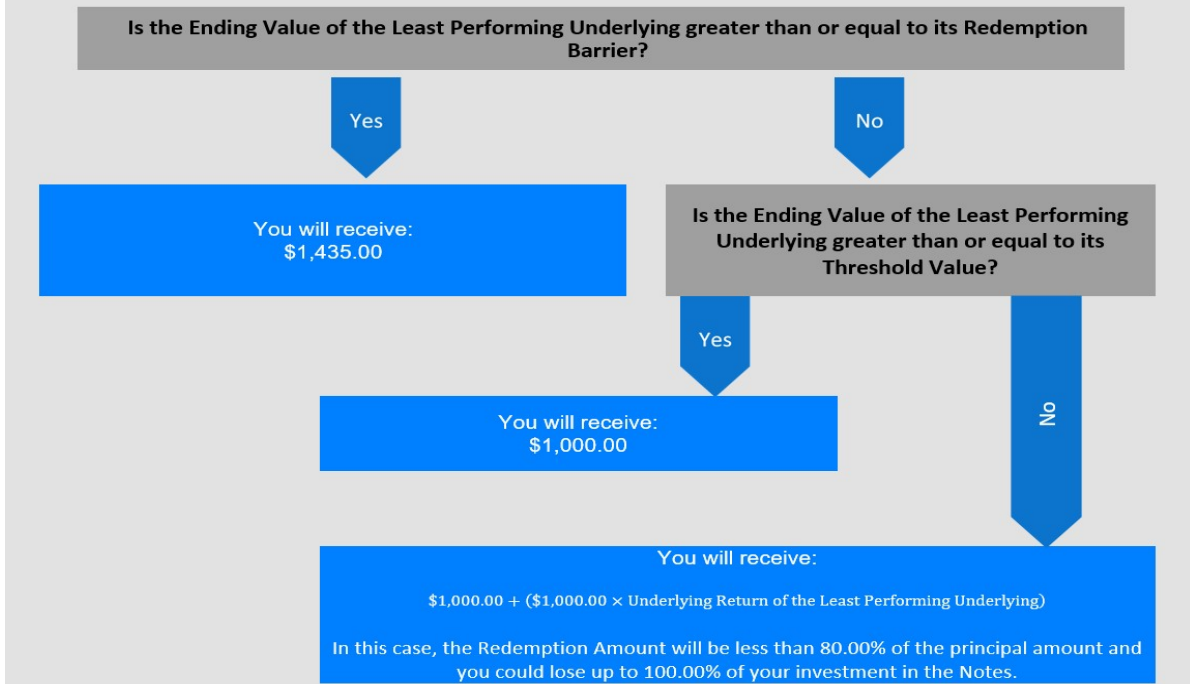 Is the Ending Value of the Least Performing Underlying greater than or equal to its Redemption
Barrier?
Yes
No
You will receive:
$1,435.00
Is the Ending Value of the Least Performing
Underlying greater than or equal to its
Threshold Value?
Yes
No
You will receive:
$1,000.00
You will receive:
$1,000.00 + ($1,000.00 × Underlying Return of the Least Performing Underlying)
In this case, the Redemption Amount will be less than 80.00% of the principal amount and
you could lose up to 100.00% of your investment in the Notes.